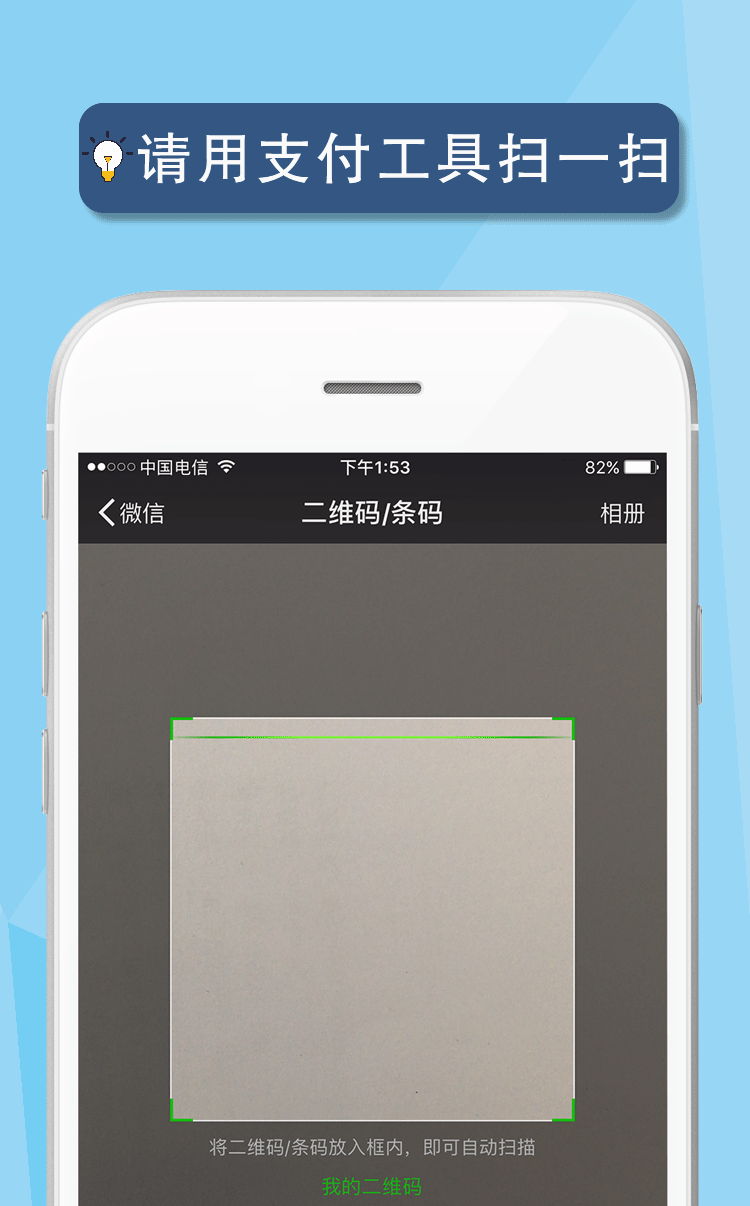 请用支付工具扫一扫
中国电信 下午1:53 82%
微信 二维码/条码 相册
将二维码/条码放入框内，即可自动扫描
我的二维码